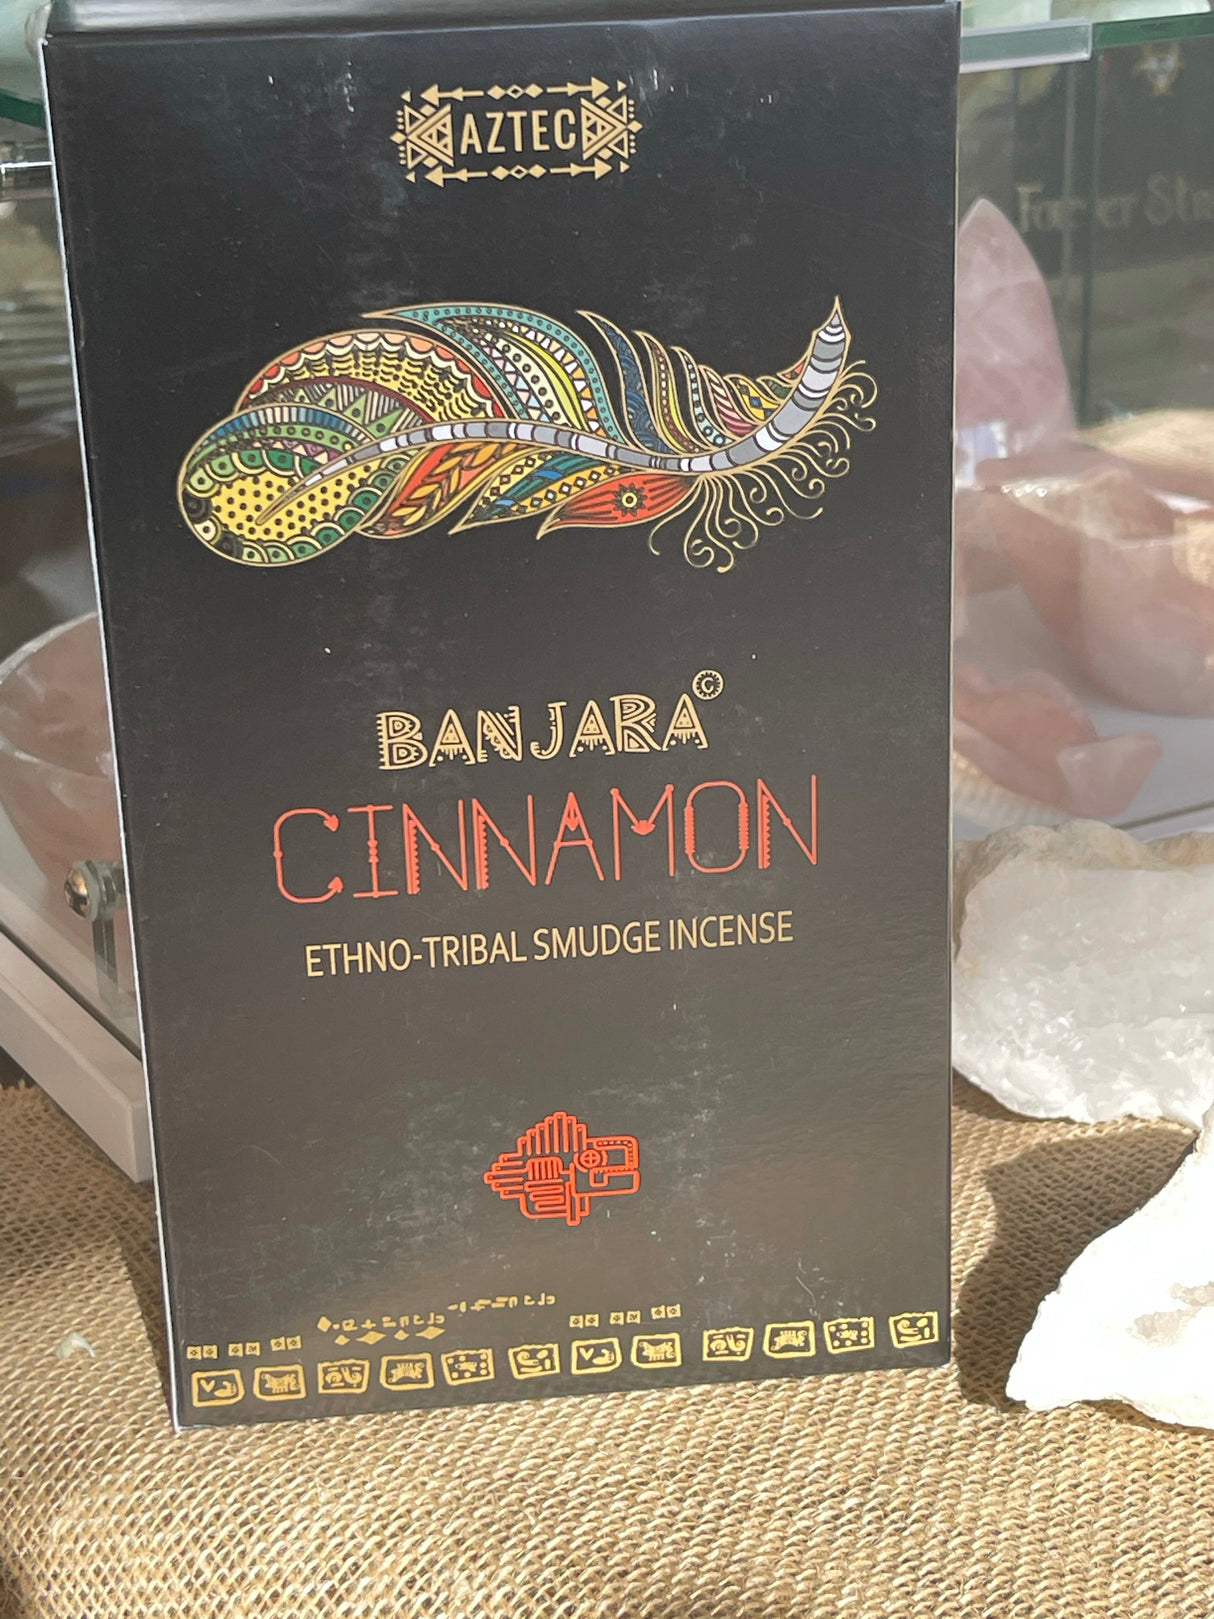 AZTEC
BANJARA©
CINNAMON
ETHNO-TRIBAL SMUDGE INCENSE